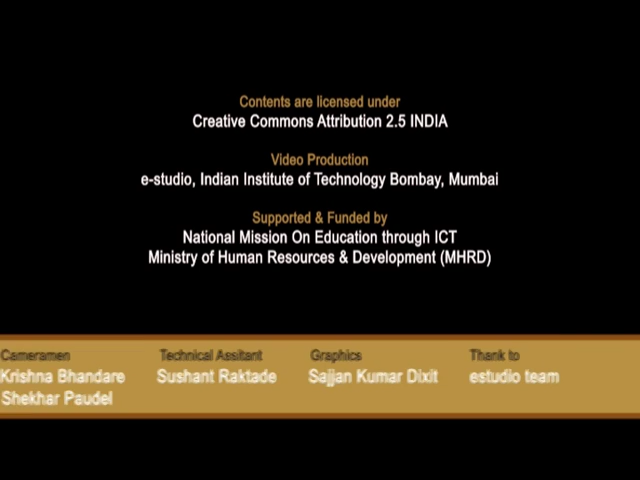 Contents are licensed under
Creative Commons Attribution 2.5 INDIA
Video Production
e-studio, Indian Institute of Technology Bombay, Mumbai
Supported & Funded by
National Mission On Education through ICT
Ministry of Human Resources & Development (MHRD)
Cameramen Technical Assitant Graphics Thank to
Krishna Bhandare Sushant Raktade Sajjan Kumar Dixit estudio team
Shekhar Paudel